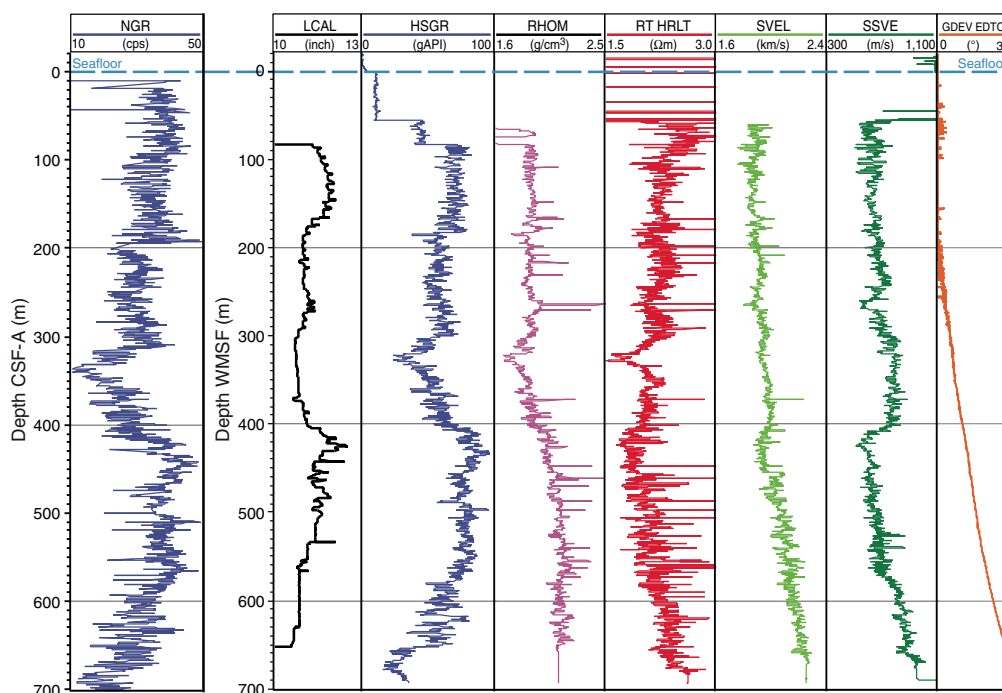 NGR LCAL HSGR RHOM RT HRLT SVEL SSVE GDEV EDTC
10 (cps) 50 10 (inch) 13 0 (gAPI) 100 1.6 (g/cm³) 2.5 1.5 (Ωm) 3.0 1.6 (km/s) 2.4 300 (m/s) 1,100 0 (°) 3
Seafloor Seafloo
0 0
100 100
200 200
300 300
400 400
500 500
600 600
700 700
Depth CSF-A (m)
Depth WMSF (m)